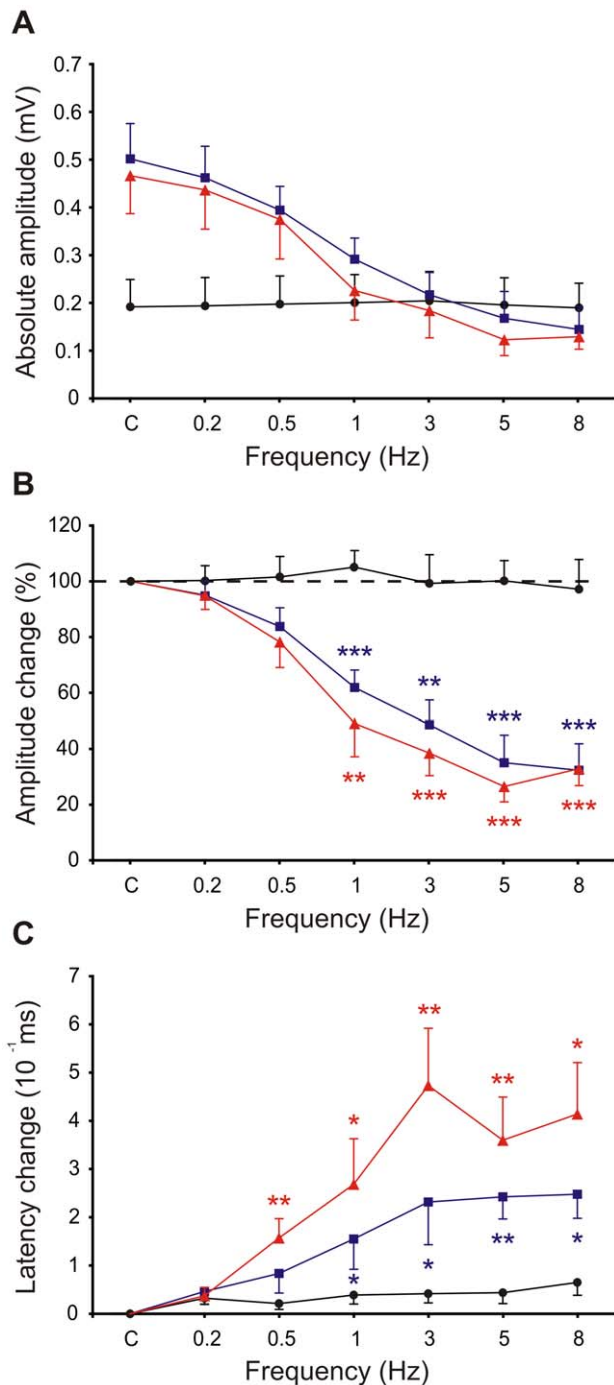 A
0.7
0.6
0.5
0.4
0.3
0.2
0.1
0
Absolute amplitude (mV)
C 0.2 0.5 1 3 5 8
Frequency (Hz)
B
120
100
80
60
40
20
0
Amplitude change (%)
*** ** *** ***
** *** *** ***
C 0.2 0.5 1 3 5 8
Frequency (Hz)
C
7
6
5
4
3
2
1
0
Latency change (10⁻¹ms)
** * ** ** *
* * ** *
C 0.2 0.5 1 3 5 8
Frequency (Hz)